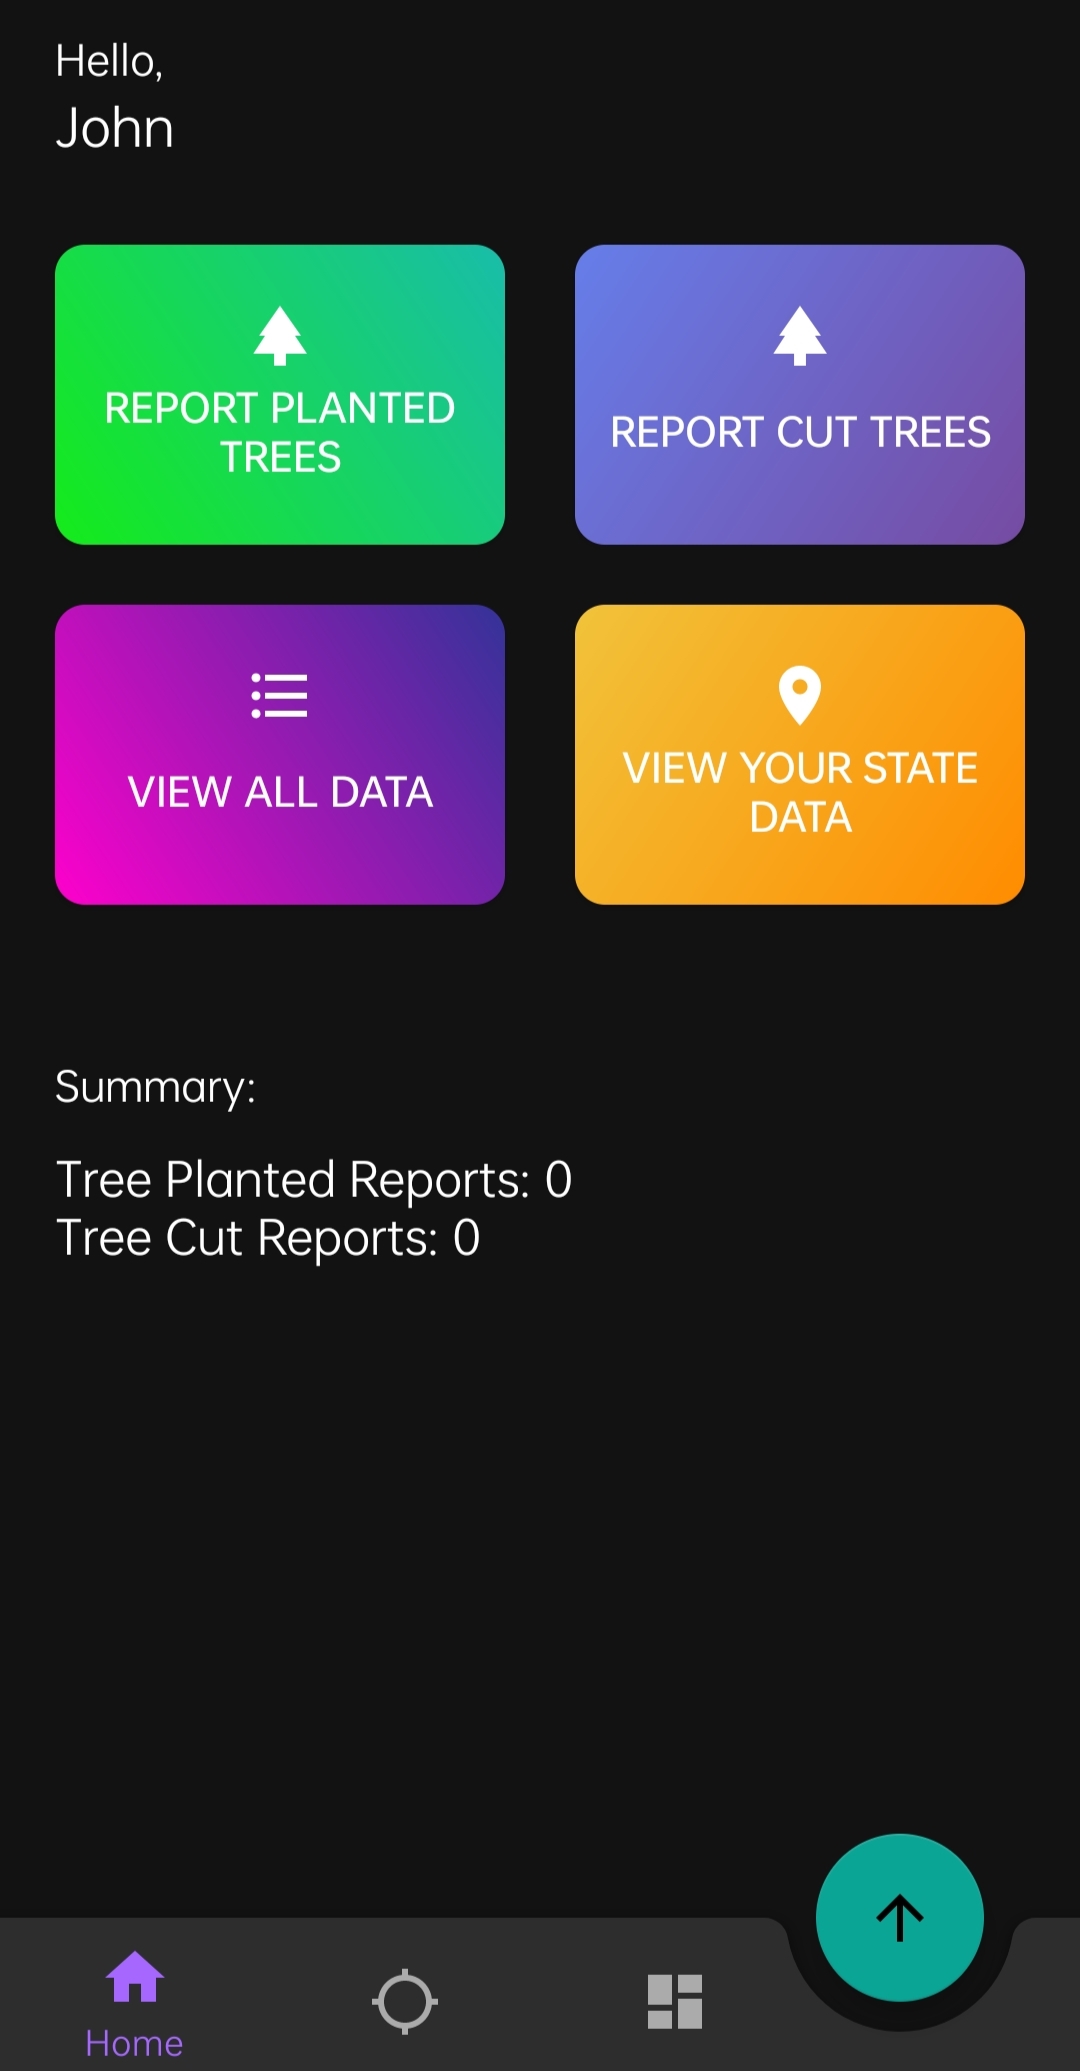 Hello,
John
REPORT PLANTED
TREES
REPORT CUT TREES
VIEW ALL DATA
VIEW YOUR STATE
DATA
Summary:
Tree Planted Reports: 0
Tree Cut Reports: 0
Home